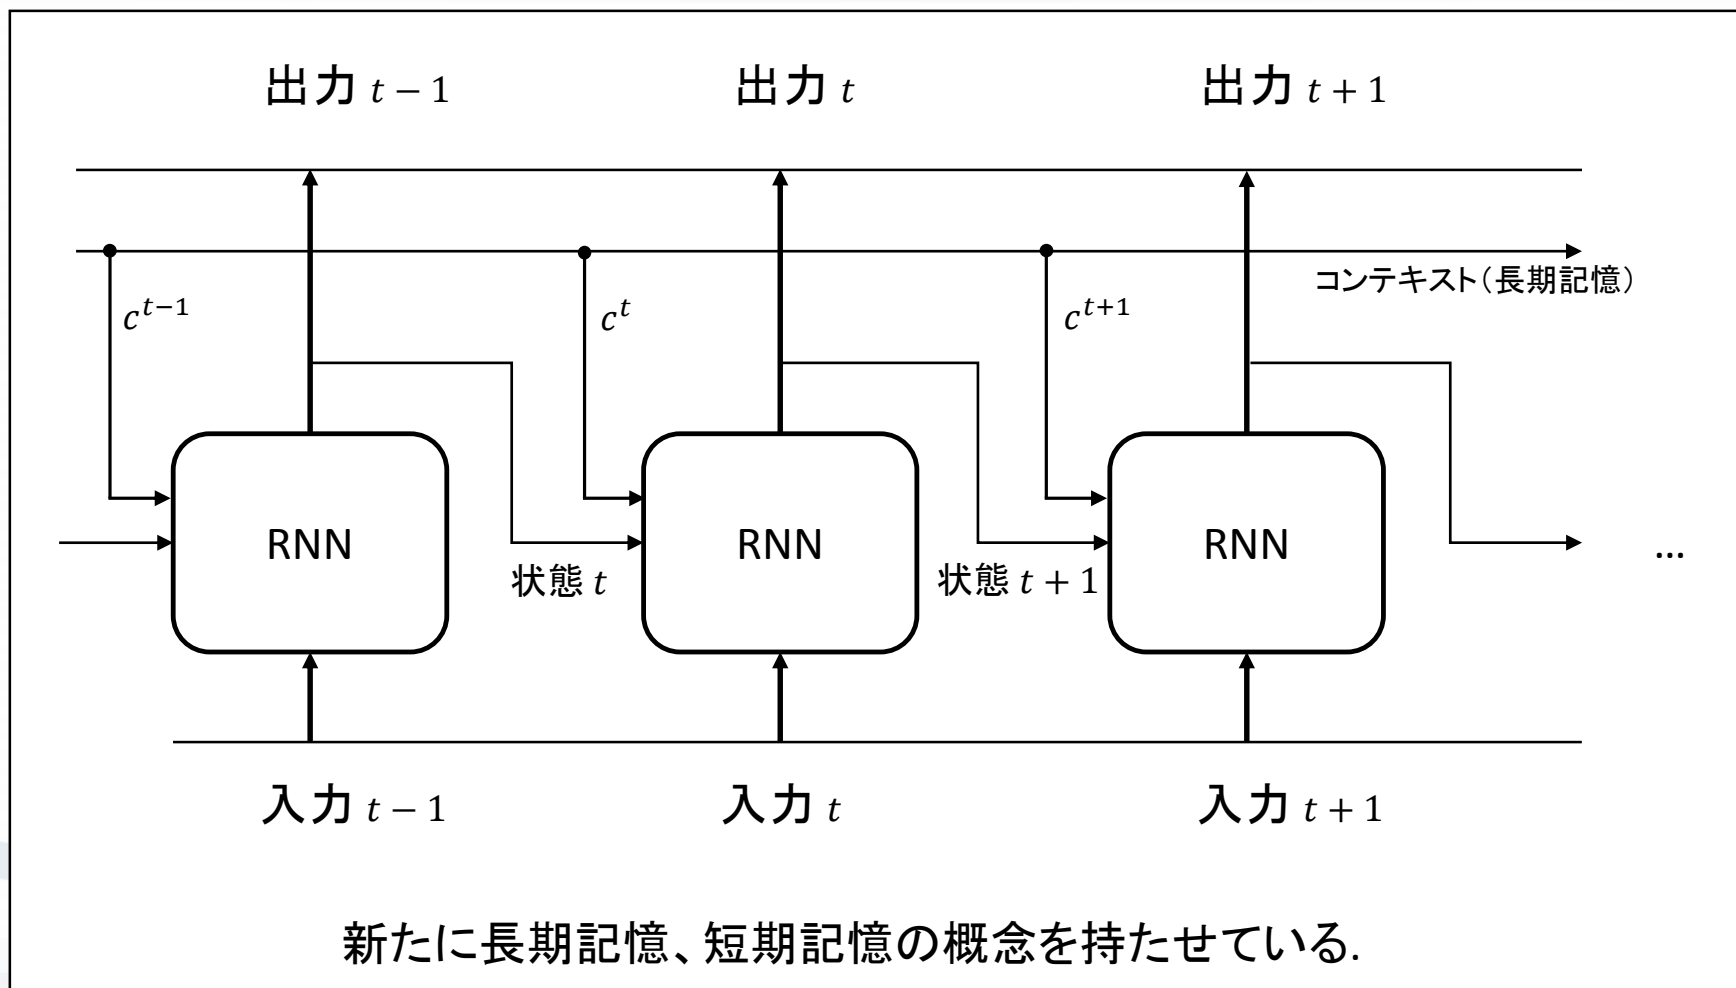 出力 t − 1
出力 t
出力 t + 1
コンテキスト（長期記憶）
c^{t−1}
c^{t}
c^{t+1}
RNN
RNN
RNN
...
状態 t
状態 t + 1
入力 t − 1
入力 t
入力 t + 1
新たに長期記憶、短期記憶の概念を持たせている.